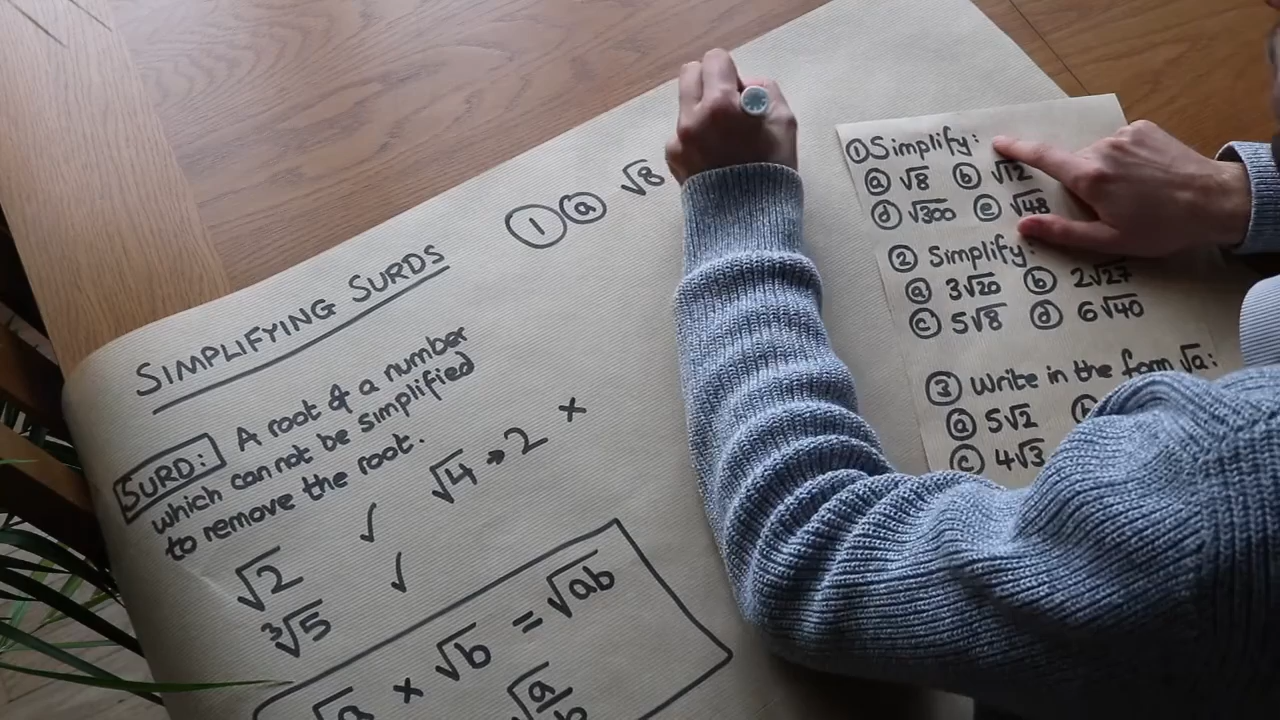 SIMPLIFYING SURDS
SURD: A root of a number
which cannot be simplified
to remove the root.
√2 ✓ √4 → 2 ×
³√5 ✓
√a × √b = √ab
√a/b
① ⓐ √8
① Simplify:
ⓐ √8 ⓑ √12
ⓓ √300 ⓔ √48
② Simplify:
ⓐ 3√20 ⓑ 2√27
ⓒ 5√8 ⓓ 6√40
③ Write in the form √a:
ⓐ 5√2 ⓑ
ⓒ 4√3